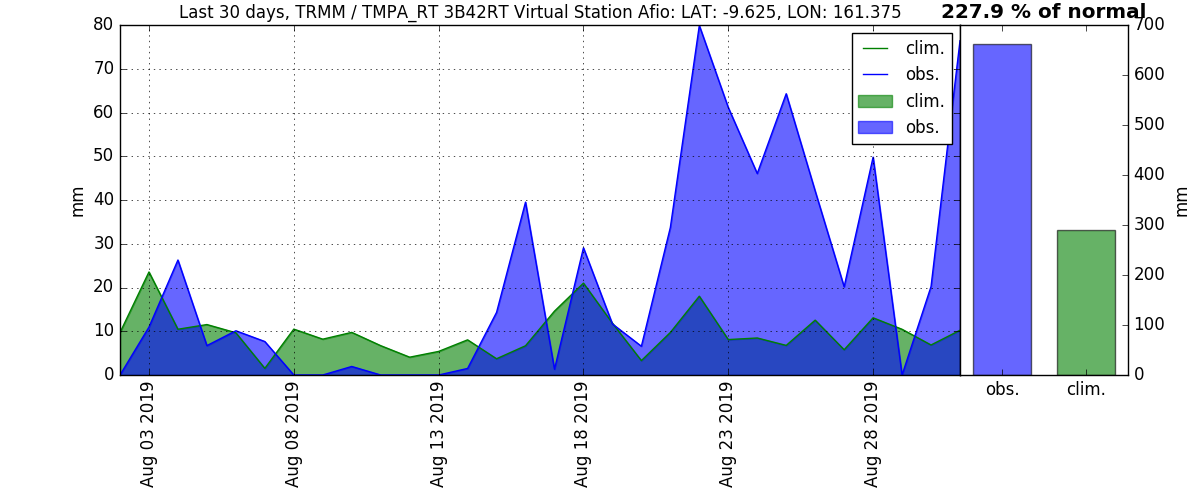 Last 30 days, TRMM / TMPA_RT 3B42RT Virtual Station Afio: LAT: -9.625, LON: 161.375
227.9 % of normal
80
70
60
50
40
30
20
10
0
mm
clim.
obs.
clim.
obs.
700
600
500
400
300
200
100
0
mm
Aug 03 2019
Aug 08 2019
Aug 13 2019
Aug 18 2019
Aug 23 2019
Aug 28 2019
obs.
clim.